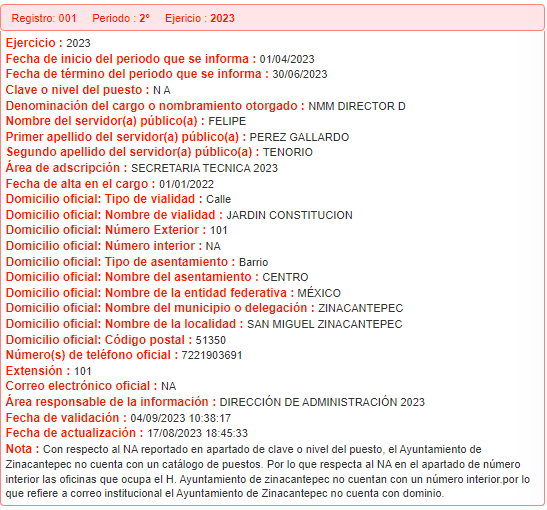 Registro: 001 Periodo : 2º Ejericio : 2023
Ejercicio : 2023
Fecha de inicio del periodo que se informa : 01/04/2023
Fecha de término del periodo que se informa : 30/06/2023
Clave o nivel del puesto : N A
Denominación del cargo o nombramiento otorgado : NMM DIRECTOR D
Nombre del servidor(a) público(a) : FELIPE
Primer apellido del servidor(a) público(a) : PEREZ GALLARDO
Segundo apellido del servidor(a) público(a) : TENORIO
Área de adscripción : SECRETARIA TECNICA 2023
Fecha de alta en el cargo : 01/01/2022
Domicilio oficial: Tipo de vialidad : Calle
Domicilio oficial: Nombre de vialidad : JARDIN CONSTITUCION
Domicilio oficial: Número Exterior : 101
Domicilio oficial: Número interior : NA
Domicilio oficial: Tipo de asentamiento : Barrio
Domicilio oficial: Nombre del asentamiento : CENTRO
Domicilio oficial: Nombre de la entidad federativa : MÉXICO
Domicilio oficial: Nombre del municipio o delegación : ZINACANTEPEC
Domicilio oficial: Nombre de la localidad : SAN MIGUEL ZINACANTEPEC
Domicilio oficial: Código postal : 51350
Número(s) de teléfono oficial : 7221903691
Extensión : 101
Correo electrónico oficial : NA
Área responsable de la información : DIRECCIÓN DE ADMINISTRACIÓN 2023
Fecha de validación : 04/09/2023 10:38:17
Fecha de actualización : 17/08/2023 18:45:33
Nota : Con respecto al NA reportado en apartado de clave o nivel del puesto, el Ayuntamiento de
Zinacantepec no cuenta con un catálogo de puestos. Por lo que respecta al NA en el apartado de número
interior las oficinas que ocupa el H. Ayuntamiento de zinacantepec no cuentan con un número interior.por lo
que refiere a correo institucional el Ayuntamiento de Zinacantepec no cuenta con dominio.